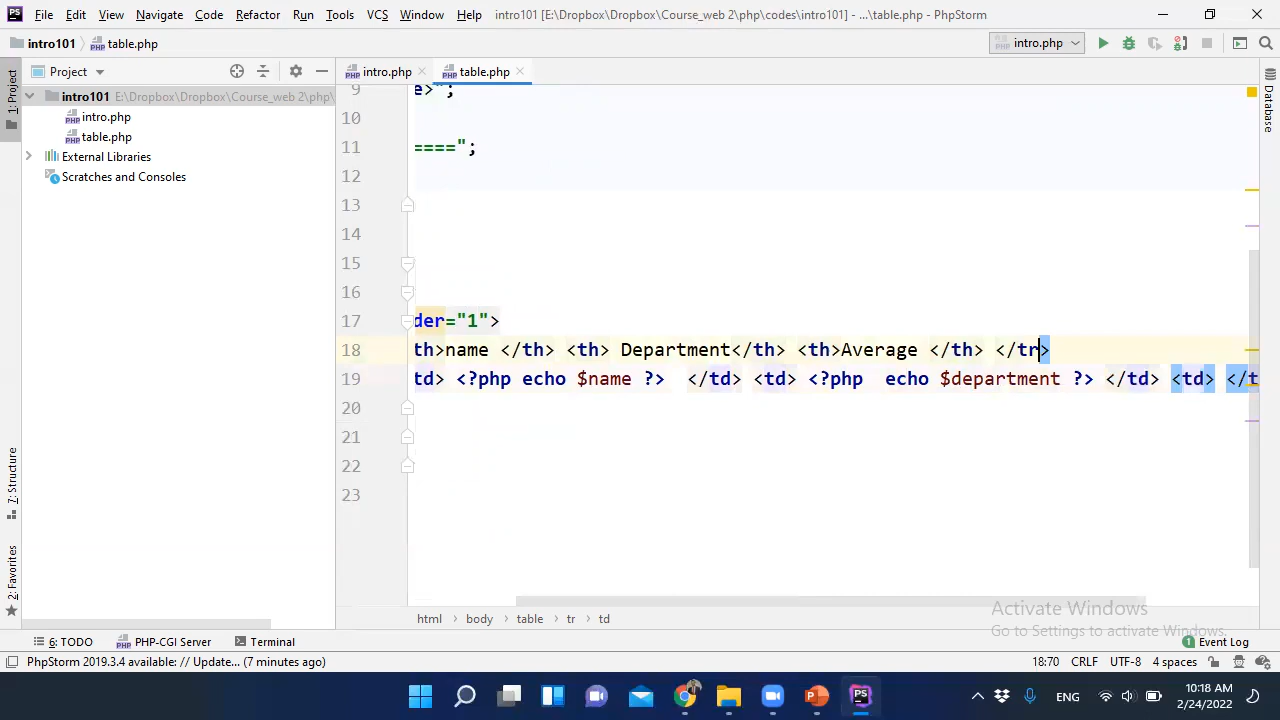 File Edit View Navigate Code Refactor Run Tools VCS Window Help intro101 [E:\Dropbox\Dropbox\Course_web 2\php\codes\intro101] - ...\table.php - PhpStorm
intro101 table.php intro.php
Project intro.php table.php
intro101 E:\Dropbox\Dropbox\Course_web 2\php\
intro.php
table.php
External Libraries
Scratches and Consoles
1: Project
7: Structure
2: Favorites
Database
9 e>";
10
11 ====";
12
13
14
15
16
17 der="1">
18 th>name </th> <th> Department</th> <th>Average </th> </tr>
19 td> <?php echo $name ?>  </td> <td> <?php  echo $department ?> </td> <td> </t
20
21
22
23
html body table tr td
Activate Windows
Go to Settings to activate Windows.
6: TODO PHP-CGI Server Terminal 1 Event Log
PhpStorm 2019.3.4 available: // Update... (7 minutes ago) 18:70 CRLF UTF-8 4 spaces
ENG 10:18 AM
2/24/2022